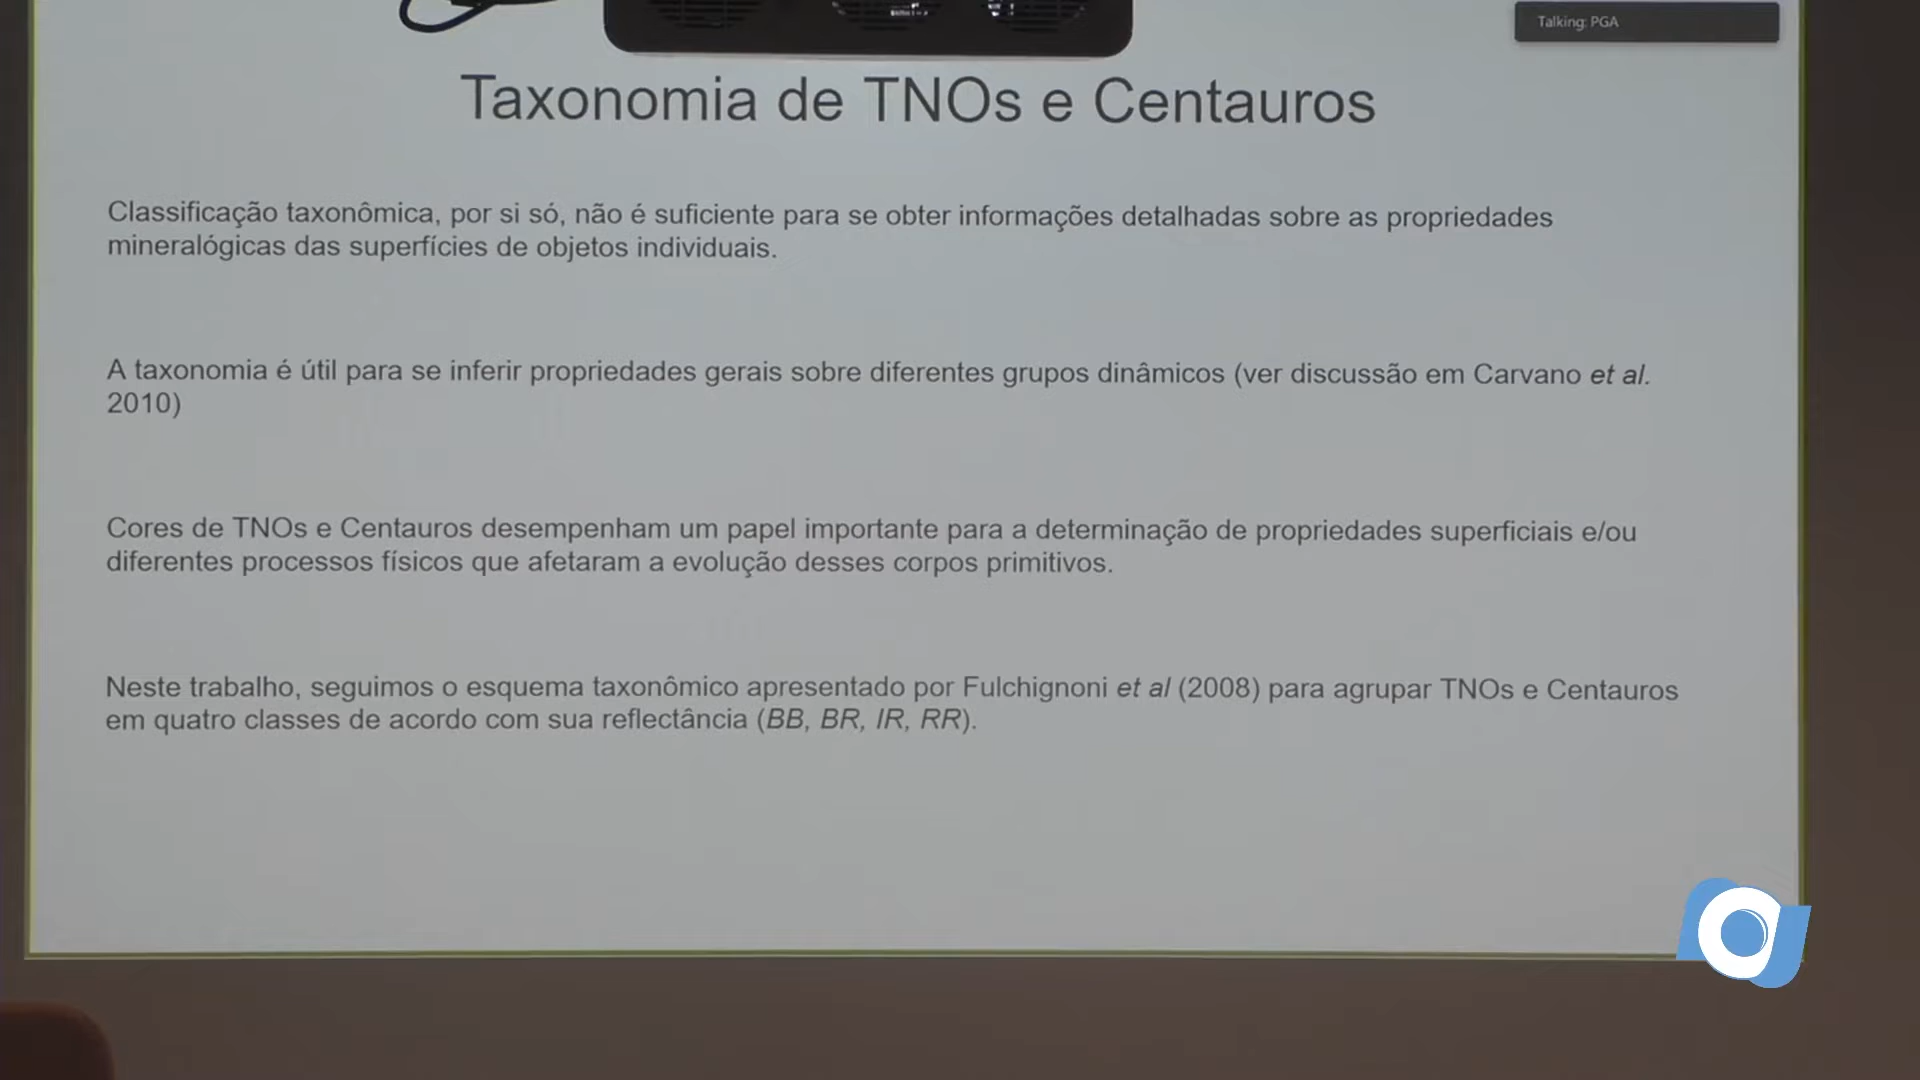 Talking: PGA
Taxonomia de TNOs e Centauros
Classificação taxonômica, por si só, não é suficiente para se obter informações detalhadas sobre as propriedades
mineralógicas das superfícies de objetos individuais.
A taxonomia é útil para se inferir propriedades gerais sobre diferentes grupos dinâmicos (ver discussão em Carvano et al.
2010)
Cores de TNOs e Centauros desempenham um papel importante para a determinação de propriedades superficiais e/ou
diferentes processos físicos que afetaram a evolução desses corpos primitivos.
Neste trabalho, seguimos o esquema taxonômico apresentado por Fulchignoni et al (2008) para agrupar TNOs e Centauros
em quatro classes de acordo com sua reflectância (BB, BR, IR, RR).